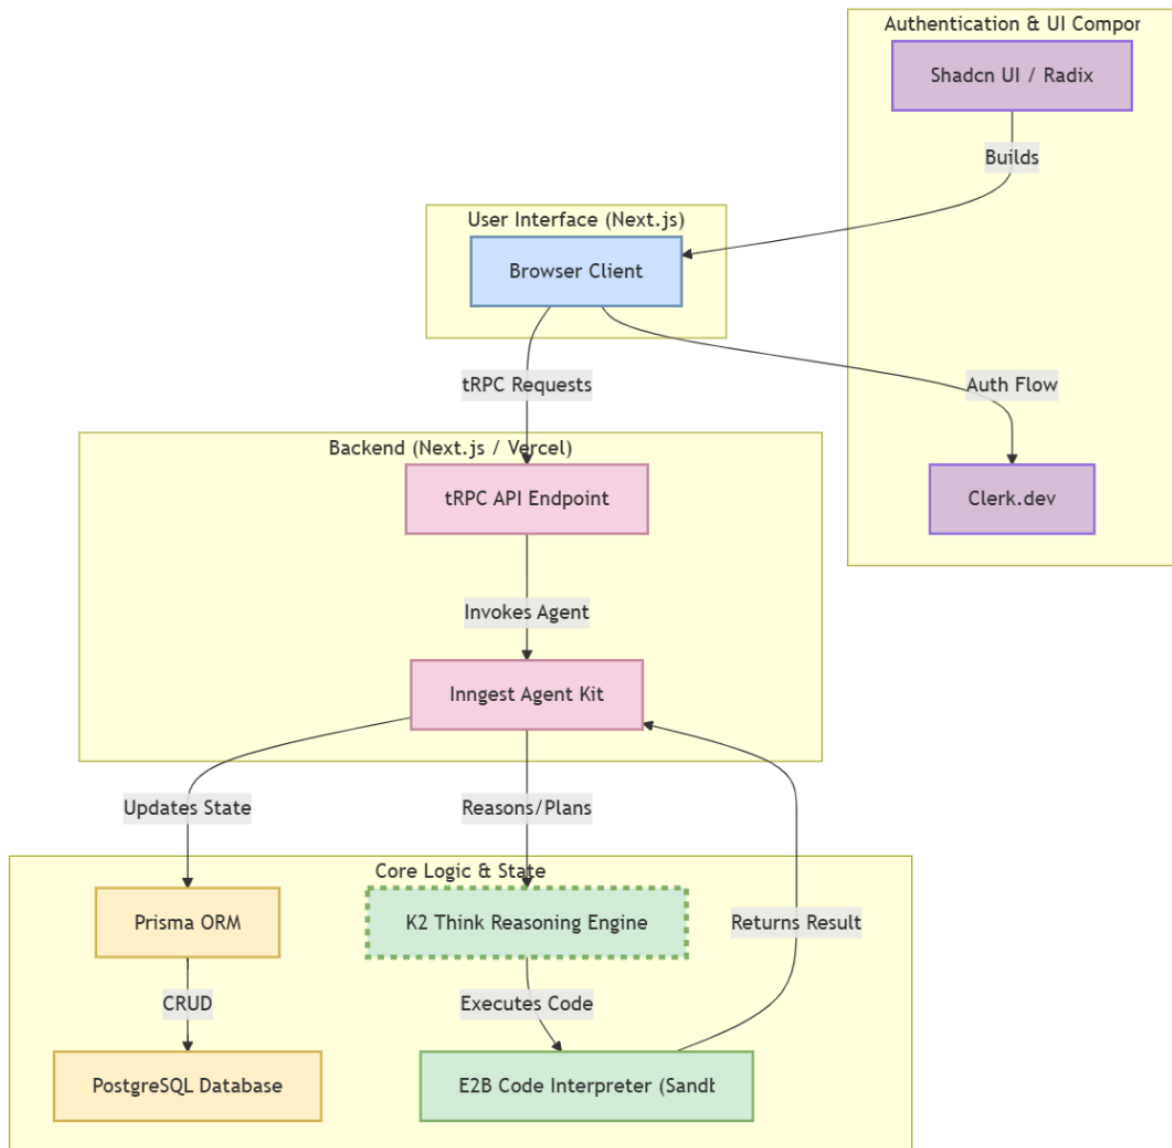 Authentication & UI Compor
Shadcn UI / Radix
Builds
User Interface (Next.js)
Browser Client
tRPC Requests
Auth Flow
Backend (Next.js / Vercel)
tRPC API Endpoint
Clerk.dev
Invokes Agent
Inngest Agent Kit
Updates State
Reasons/Plans
Core Logic & State
Prisma ORM
K2 Think Reasoning Engine
Returns Result
CRUD
Executes Code
PostgreSQL Database
E2B Code Interpreter (Sandb